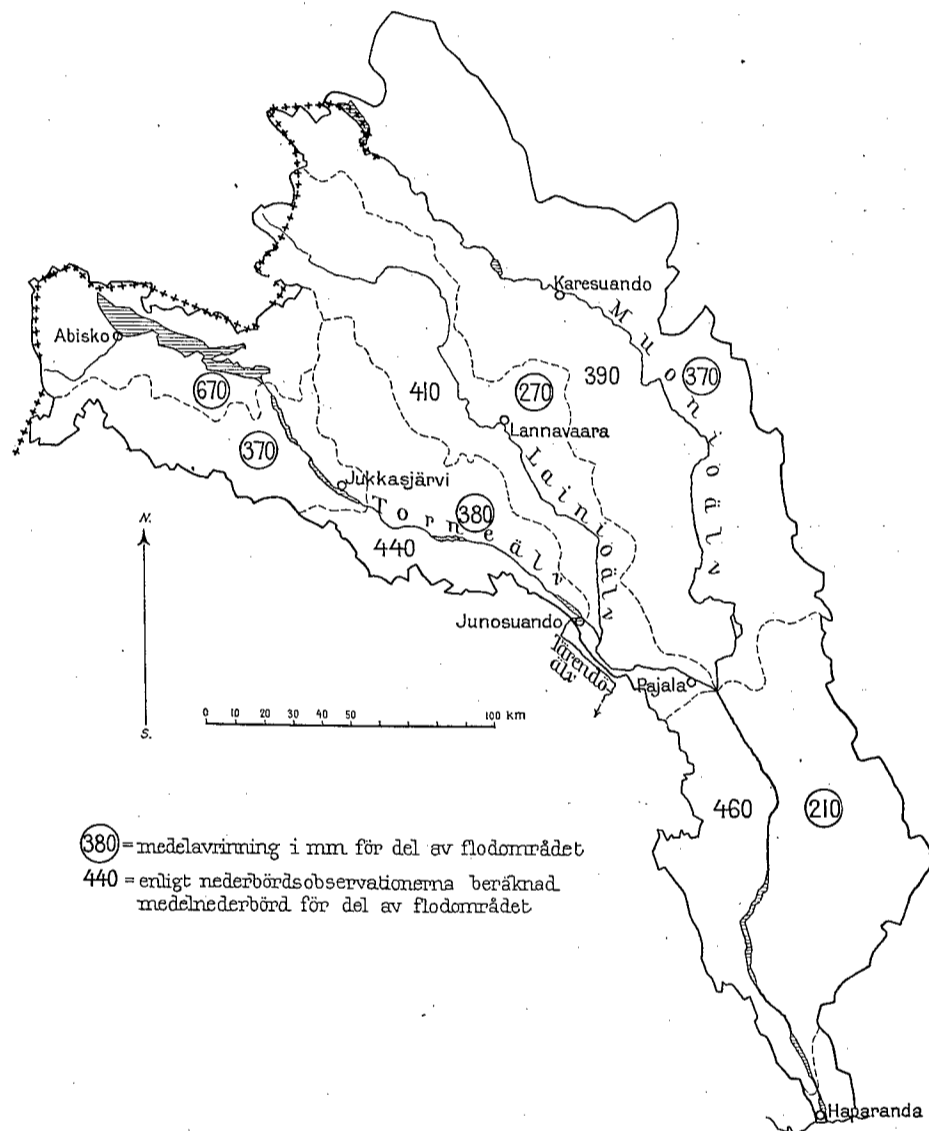 Karesuando
Muonioälv
Abisko
390
370
410
270
670
Lannavaara
370
Lainioälv
Jukkasjärvi
Torneälv
380
N.
440
Junosuando
Tärendö-
älv
Pajala
S.
0 10 20 30 40 50 100 km
460
210
380 = medelavrinning i mm för del av flodområdet
440 = enligt nederbördsobservationerna beräknad
medelnederbörd för del av flodområdet
Haparanda